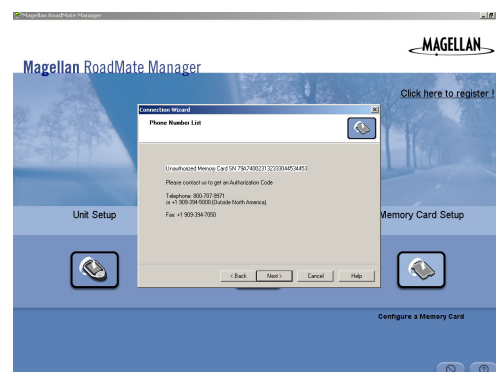 Magellan RoadMate Manager
MAGELLAN
Magellan RoadMate Manager
Click here to register !
Connection Wizard
Phone Number List
Unauthorized Memory Card SN 79A74002313233304453 4453
Please contact us to get an Authorization Code
Telephone: 800-707-9971
or +1 909-394-5000 (Outside North America).
Fax: +1 909-394-7050
Unit Setup
Memory Card Setup
< Back
Next >
Cancel
Help
Configure a Memory Card